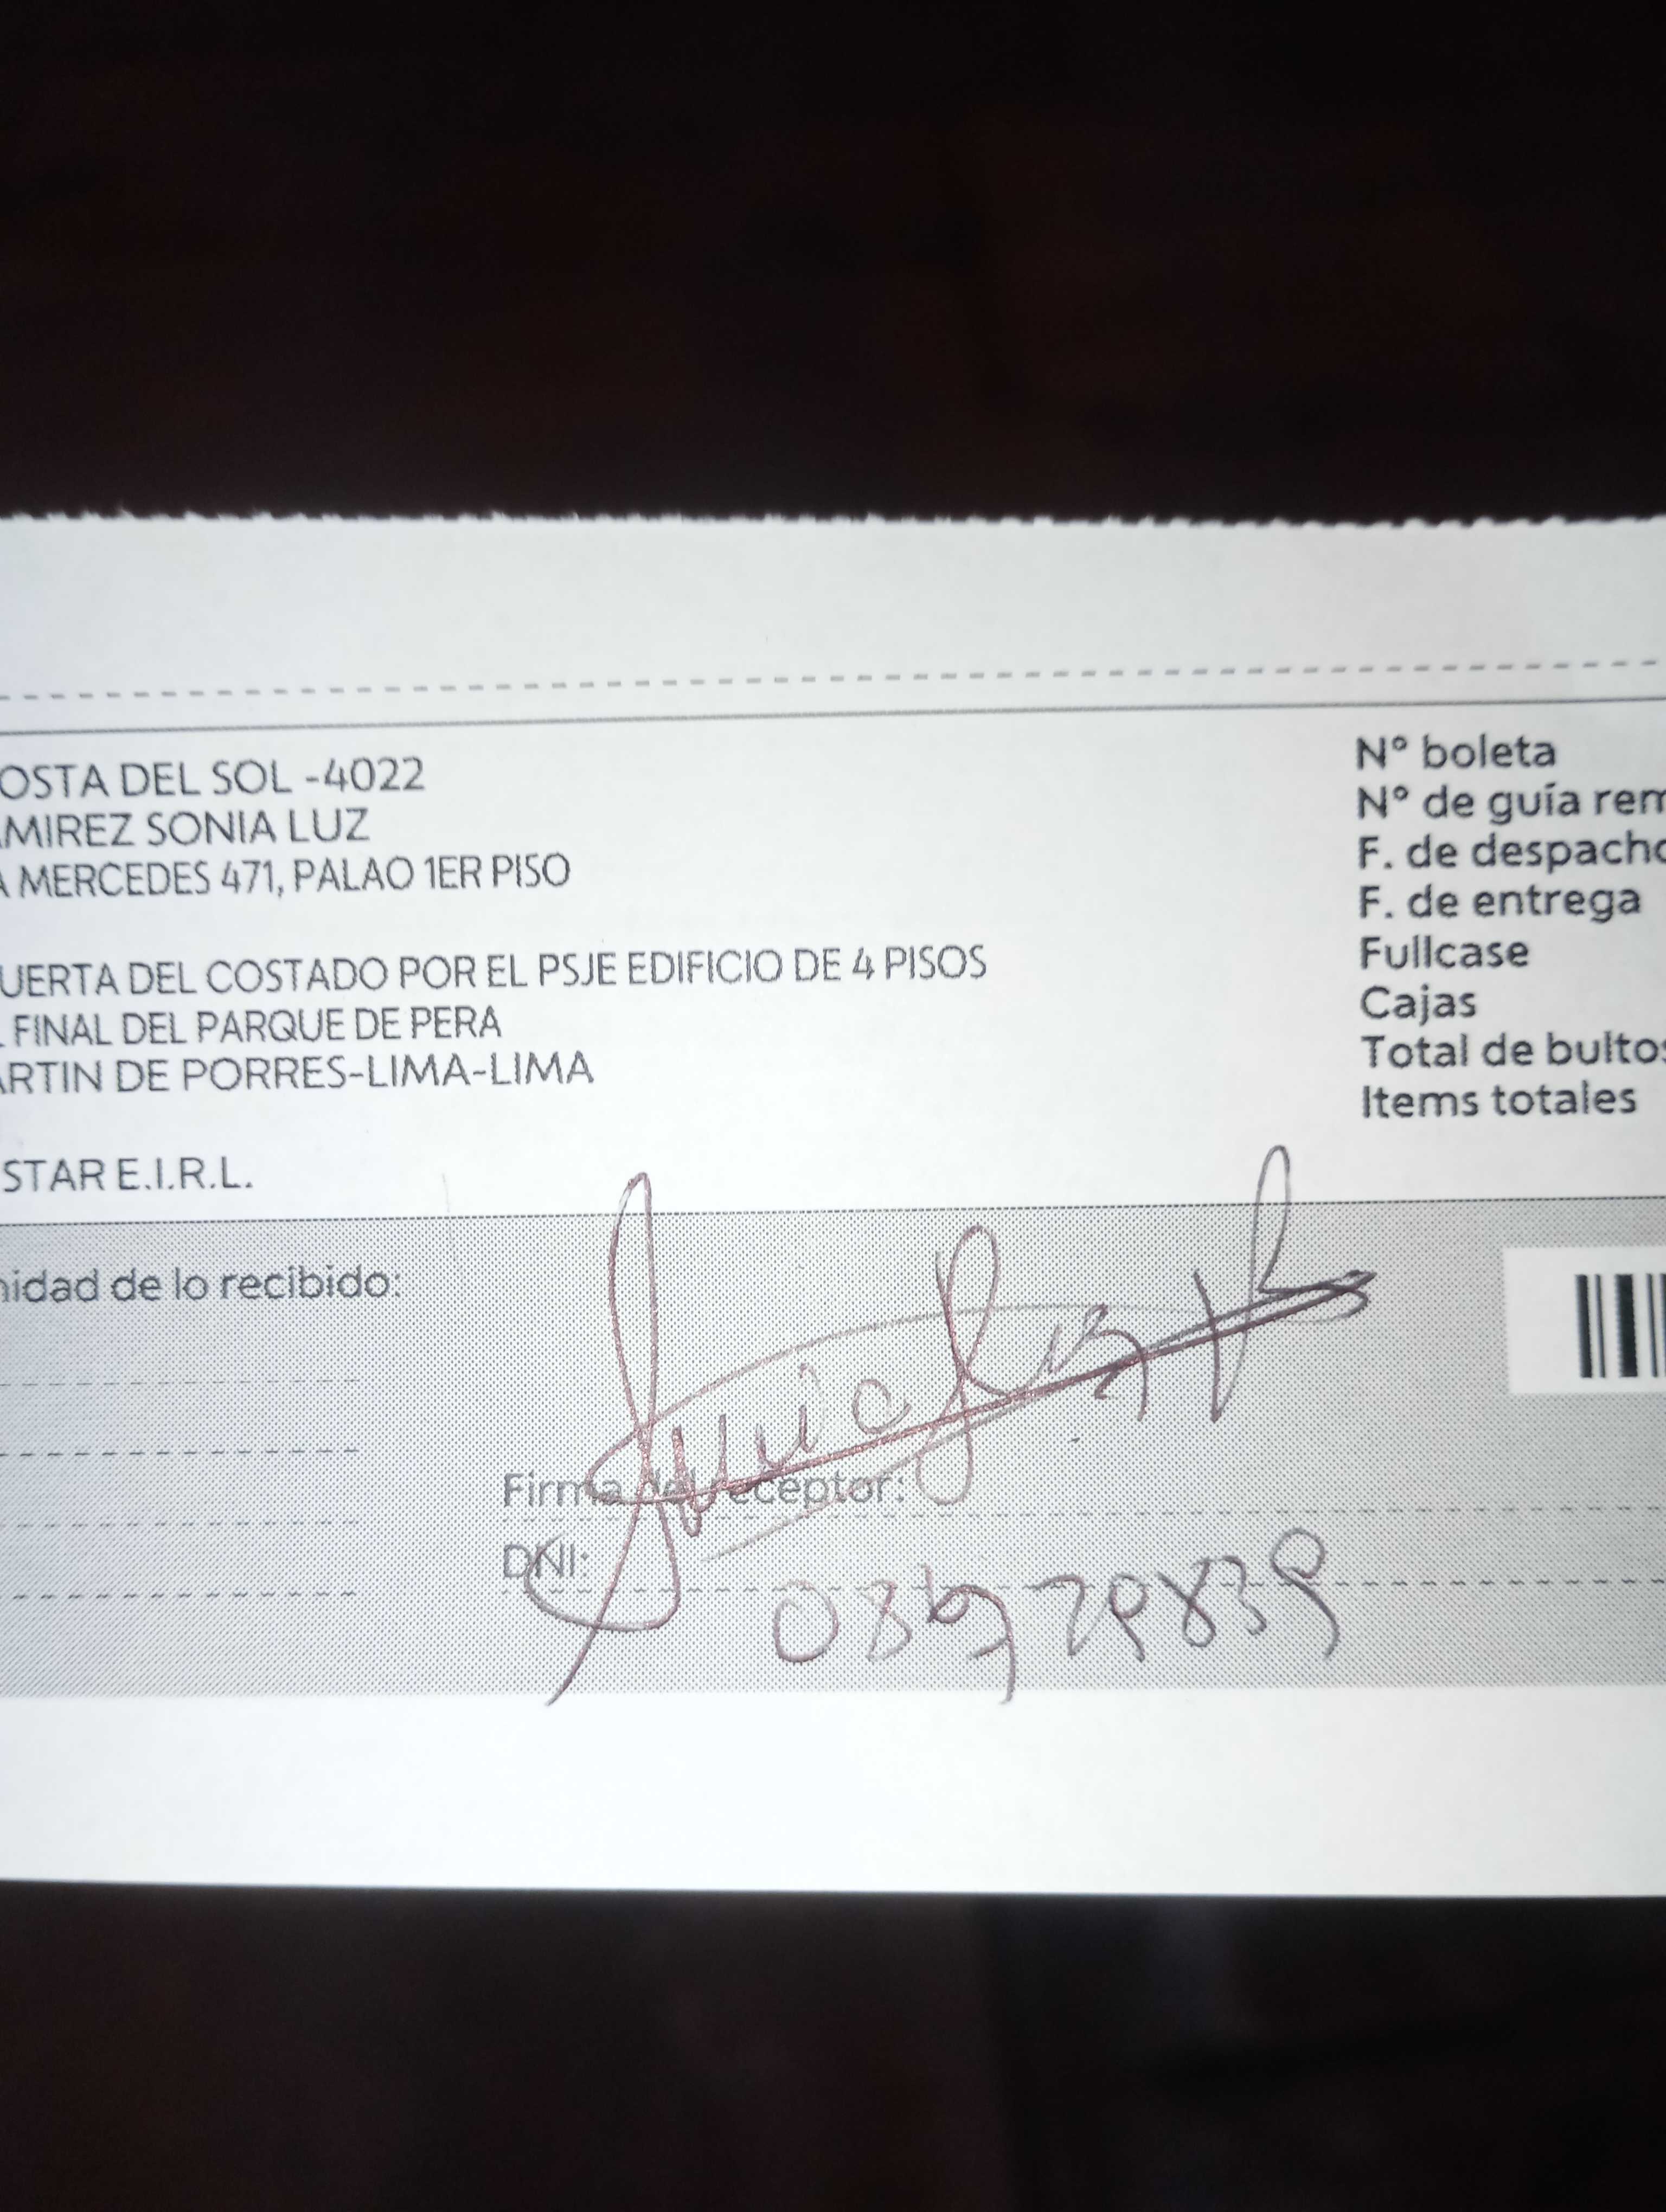 OSTA DEL SOL -4022
AMIREZ SONIA LUZ
A MERCEDES 471, PALAO 1ER PISO
UERTA DEL COSTADO POR EL PSJE EDIFICIO DE 4 PISOS
L FINAL DEL PARQUE DE PERA
ARTIN DE PORRES-LIMA-LIMA
STAR E.I.R.L.
N° boleta
N° de guía rem
F. de despacho
F. de entrega
Fullcase
Cajas
Total de bultos
Items totales
nidad de lo recibido:
Firma del receptor:
DNI: